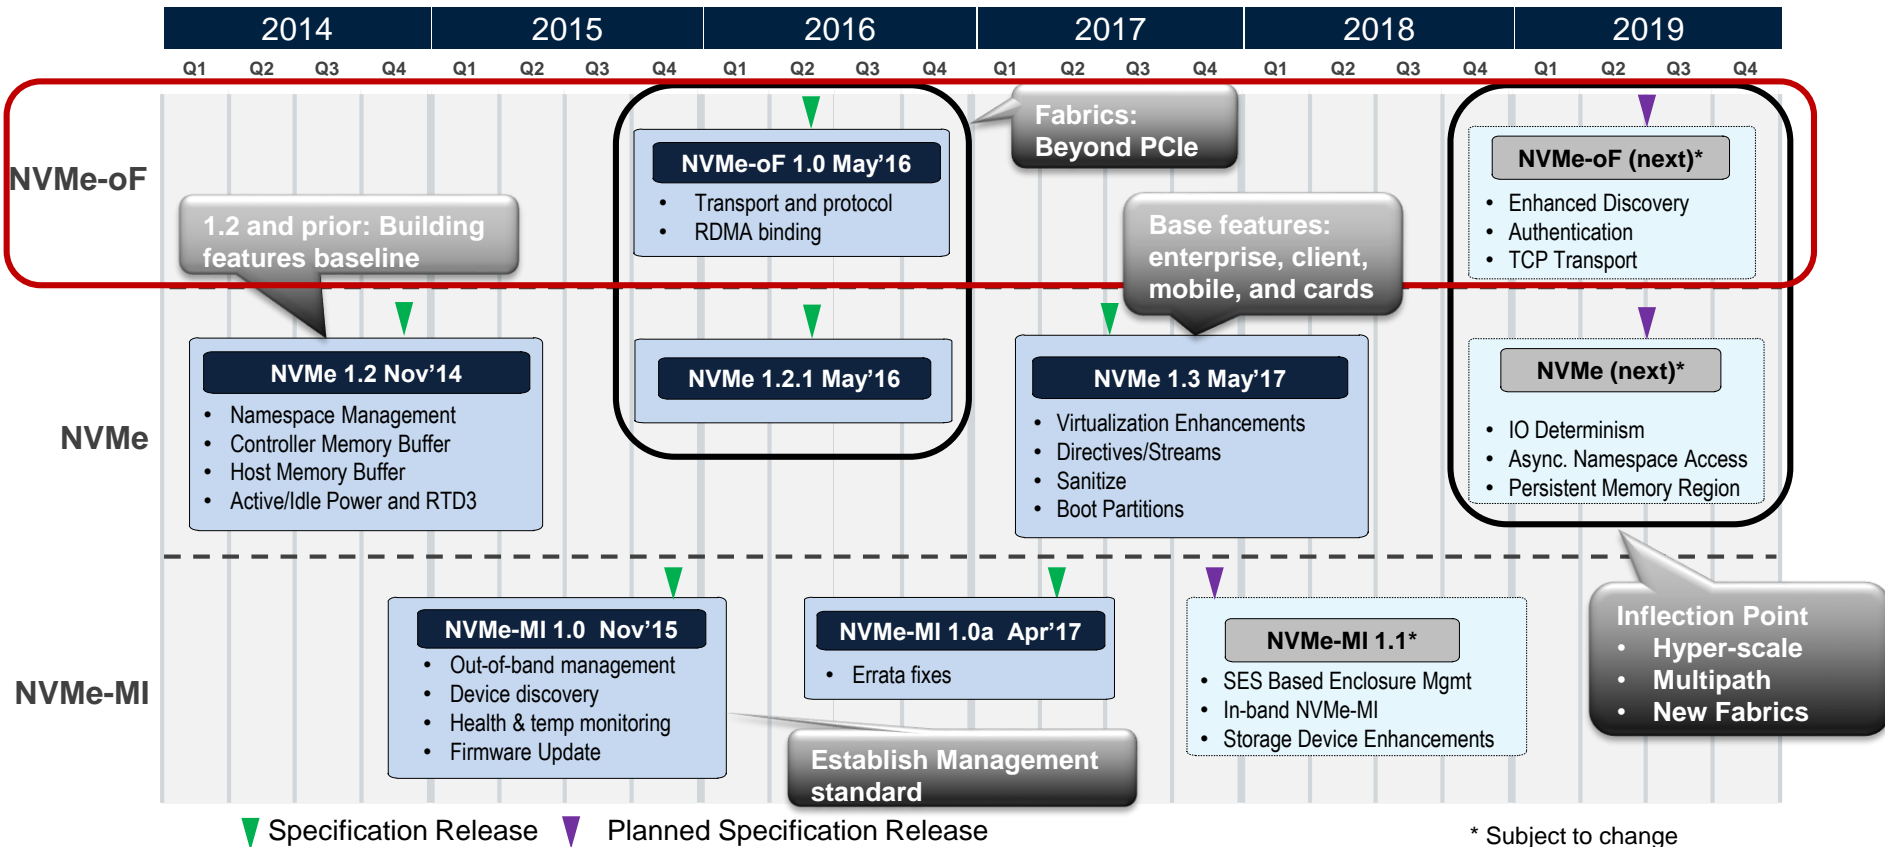 2014 2015 2016 2017 2018 2019
Q1 Q2 Q3 Q4 Q1 Q2 Q3 Q4 Q1 Q2 Q3 Q4 Q1 Q2 Q3 Q4 Q1 Q2 Q3 Q4 Q1 Q2 Q3 Q4
NVMe-oF
1.2 and prior: Building
features baseline
NVMe-oF 1.0 May’16
• Transport and protocol
• RDMA binding
Fabrics:
Beyond PCIe
Base features:
enterprise, client,
mobile, and cards
NVMe-oF (next)*
• Enhanced Discovery
• Authentication
• TCP Transport
NVMe
NVMe 1.2 Nov’14
• Namespace Management
• Controller Memory Buffer
• Host Memory Buffer
• Active/Idle Power and RTD3
NVMe 1.2.1 May’16
NVMe 1.3 May’17
• Virtualization Enhancements
• Directives/Streams
• Sanitize
• Boot Partitions
NVMe (next)*
• IO Determinism
• Async. Namespace Access
• Persistent Memory Region
NVMe-MI
NVMe-MI 1.0 Nov’15
• Out-of-band management
• Device discovery
• Health & temp monitoring
• Firmware Update
NVMe-MI 1.0a Apr’17
• Errata fixes
Establish Management
standard
NVMe-MI 1.1*
• SES Based Enclosure Mgmt
• In-band NVMe-MI
• Storage Device Enhancements
Inflection Point
• Hyper-scale
• Multipath
• New Fabrics
Specification Release
Planned Specification Release
* Subject to change